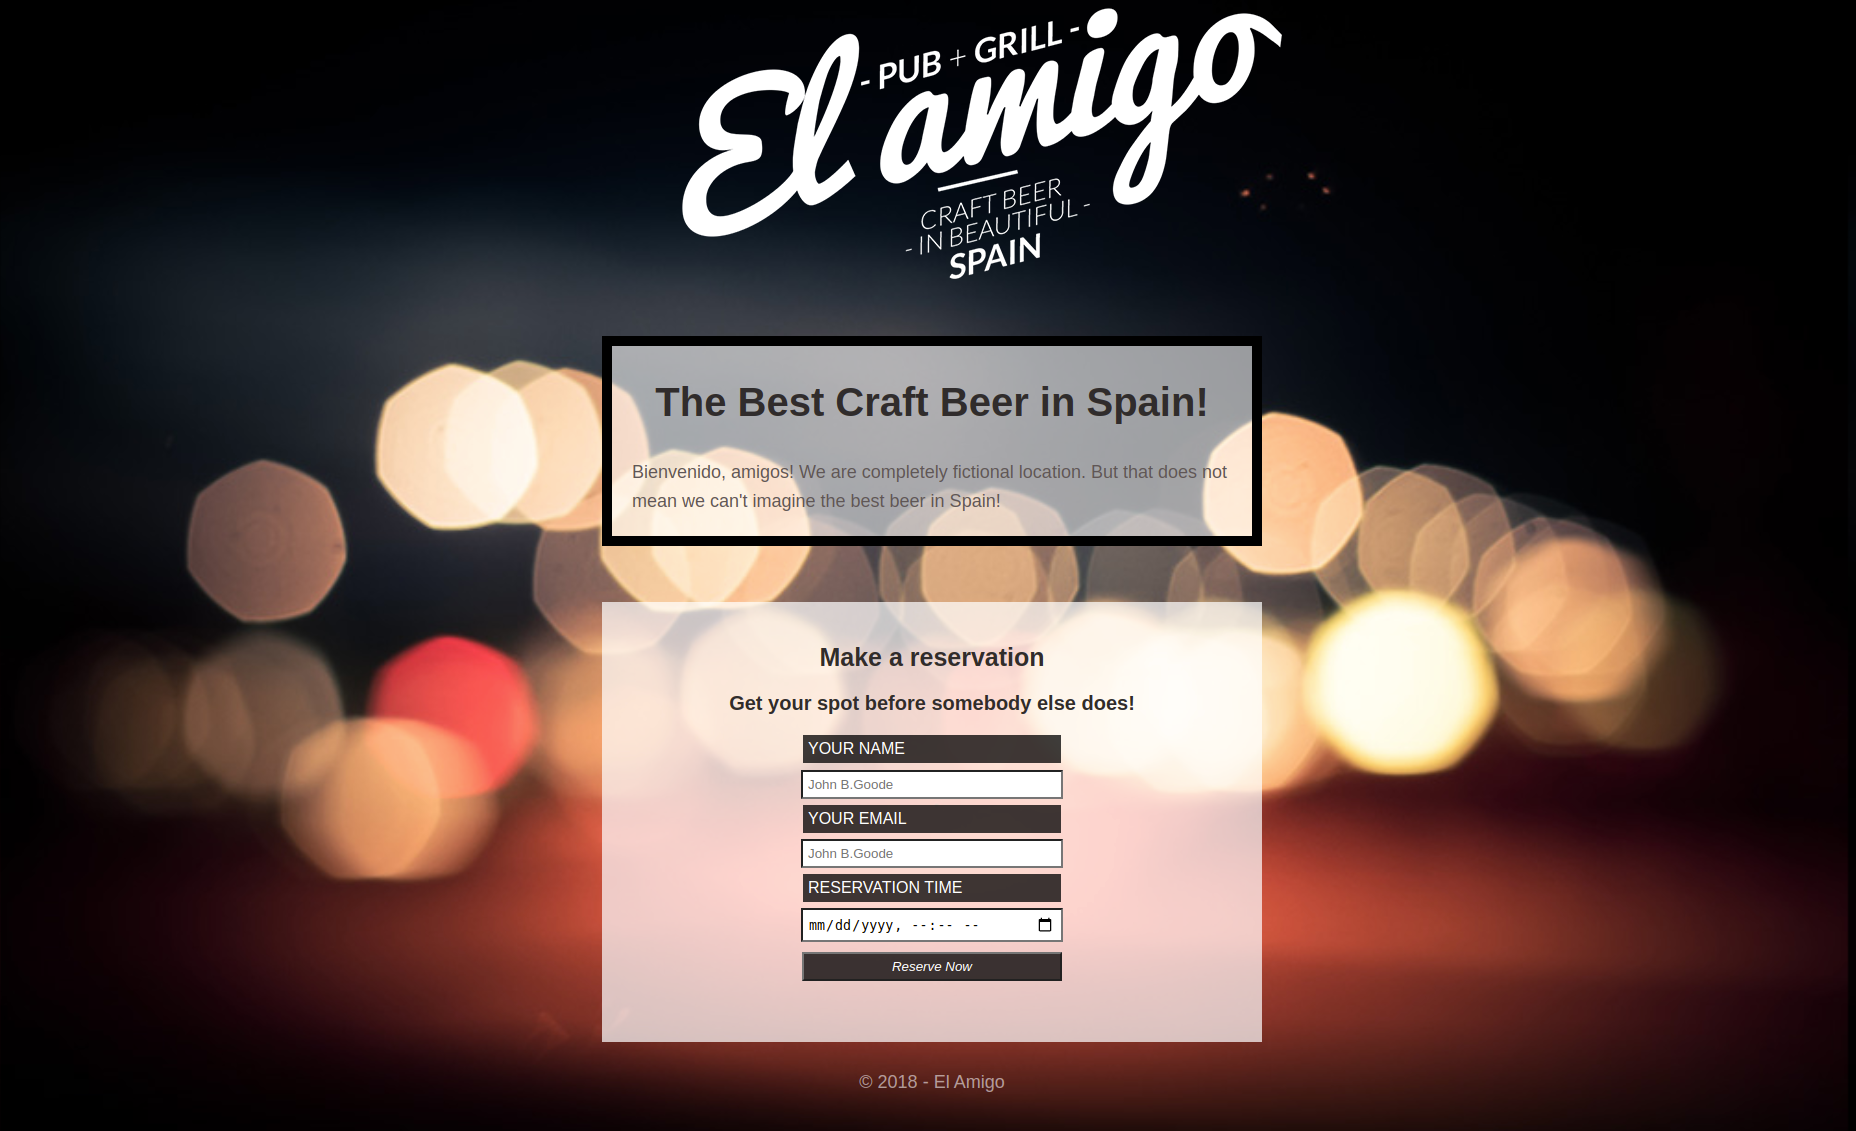 - PUB + GRILL -
El amigo
CRAFT BEER
- IN BEAUTIFUL -
SPAIN
The Best Craft Beer in Spain!
Bienvenido, amigos! We are completely fictional location. But that does not
mean we can't imagine the best beer in Spain!
Make a reservation
Get your spot before somebody else does!
YOUR NAME
John B.Goode
YOUR EMAIL
John B.Goode
RESERVATION TIME
mm/dd/yyyy, --:-- --
Reserve Now
© 2018 - El Amigo